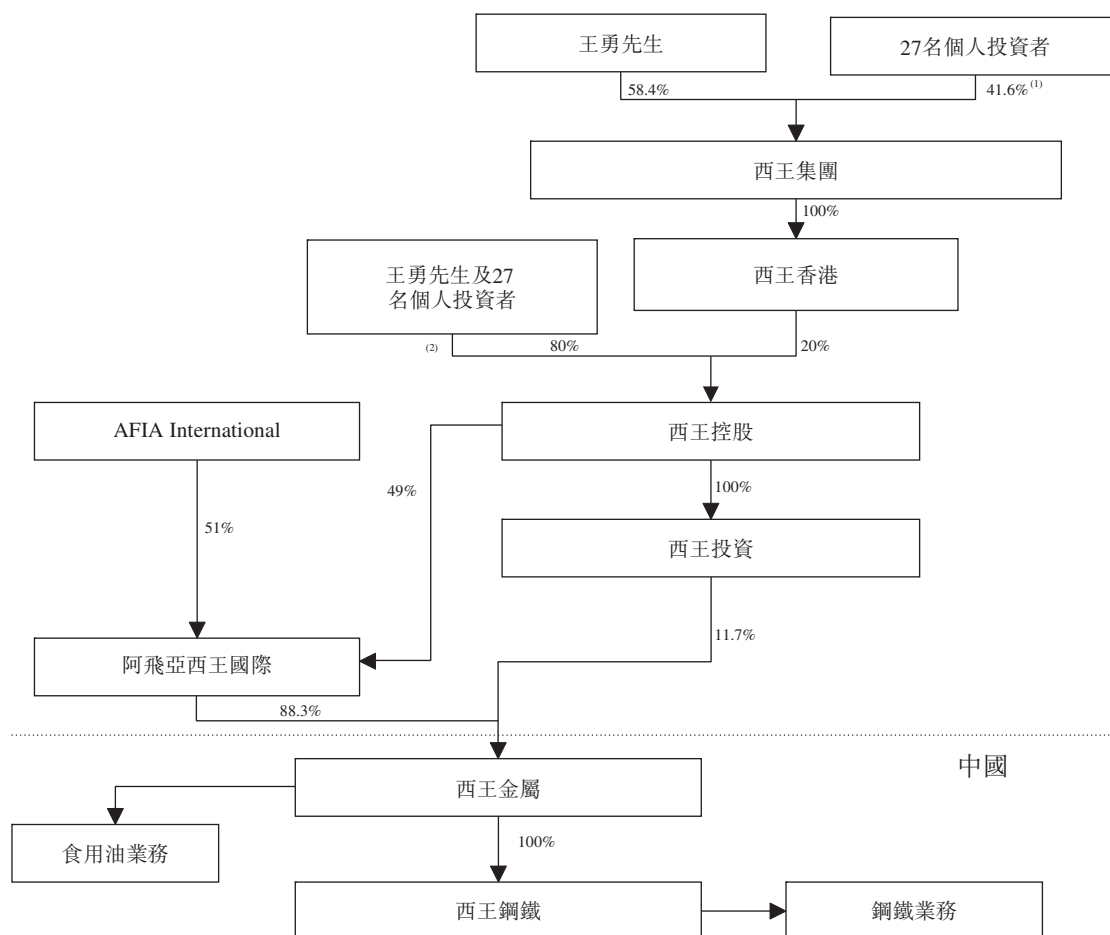 王勇先生
27名個人投資者
58.4%
41.6%(1)
西王集團
100%
王勇先生及27
名個人投資者
西王香港
(2)
80%
20%
AFIA International
西王控股
49%
100%
51%
西王投資
11.7%
阿飛亞西王國際
88.3%
中國
西王金屬
食用油業務
100%
西王鋼鐵
鋼鐵業務